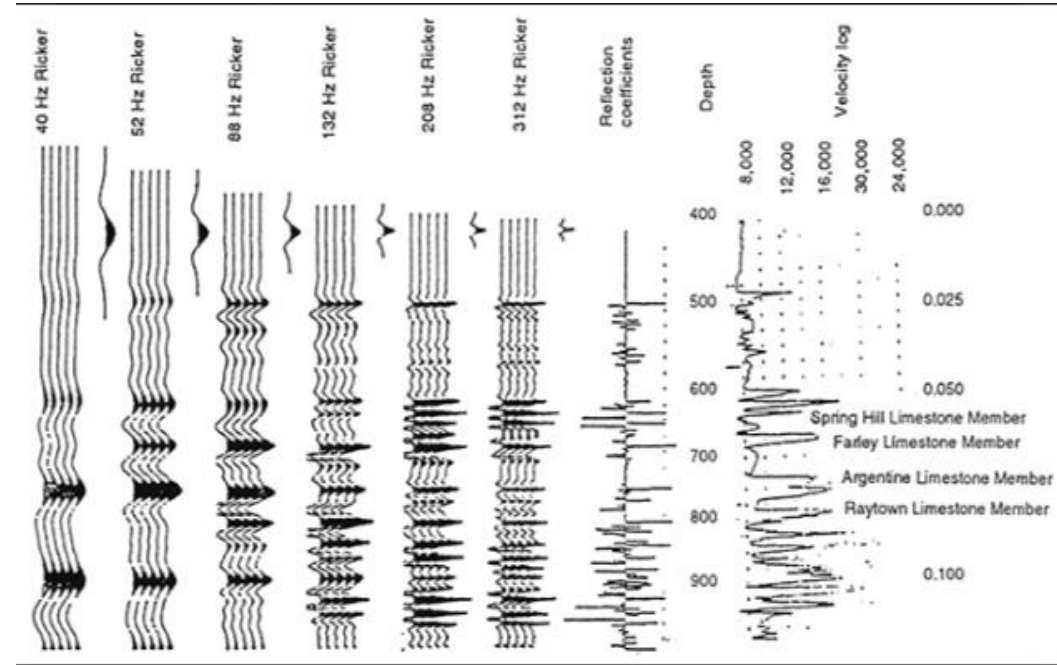 40 Hz Ricker
52 Hz Ricker
88 Hz Ricker
132 Hz Ricker
208 Hz Ricker
312 Hz Ricker
Reflection
coefficients
Depth
Velocity log
8,000
12,000
16,000
30,000
24,000
400
0.000
500
0.025
600
0.050
Spring Hill Limestone Member
Farley Limestone Member
700
Argentine Limestone Member
Raytown Limestone Member
800
900
0.100